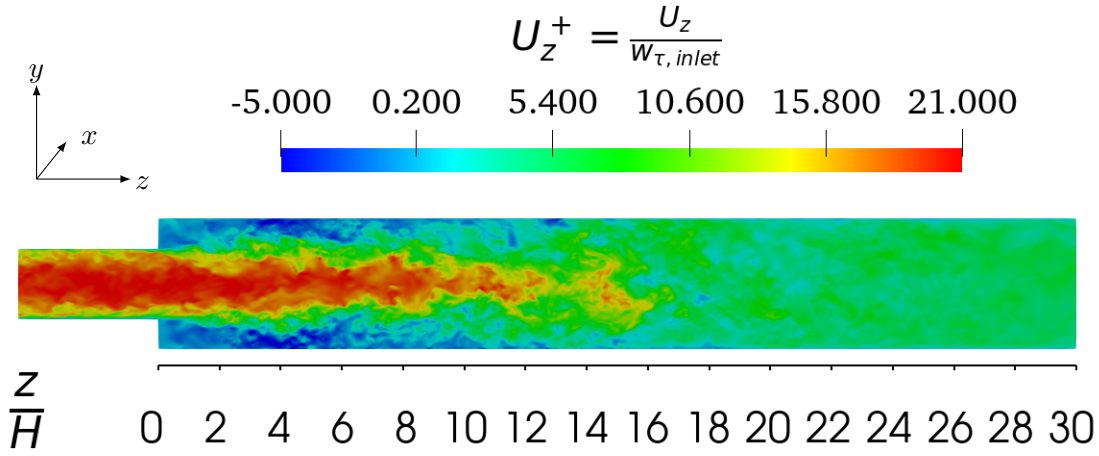 U_z^+ = U_z / w_τ, inlet
-5.000 0.200 5.400 10.600 15.800 21.000
y
x
z
z/H
0 2 4 6 8 10 12 14 16 18 20 22 24 26 28 30